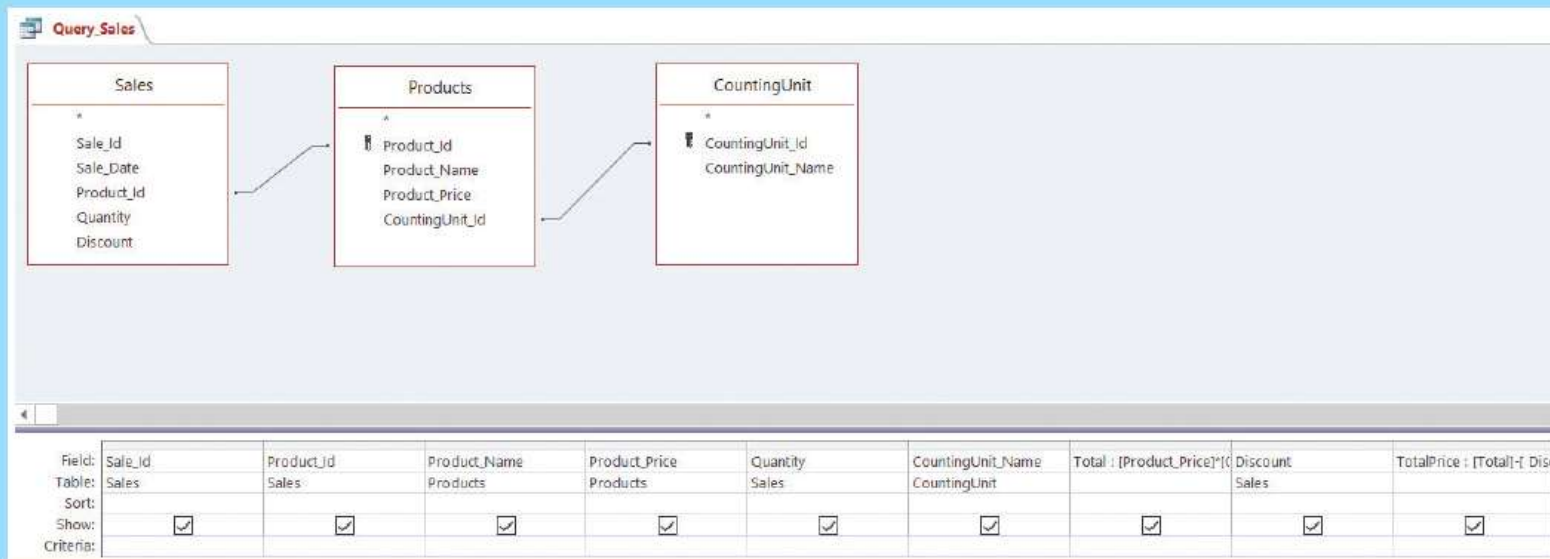 Query_Sales
Sales
*
Sale_Id
Sale_Date
Product_Id
Quantity
Discount
Products
*
Product_Id
Product_Name
Product_Price
CountingUnit_Id
CountingUnit
*
CountingUnit_Id
CountingUnit_Name
Field: Sale_Id Product_Id Product_Name Product_Price Quantity CountingUnit_Name Total : [Product_Price]*[ Discount TotalPrice : [Total]-[ Dis
Table: Sales Sales Products Products Sales CountingUnit Sales
Sort:
Show:
Criteria: